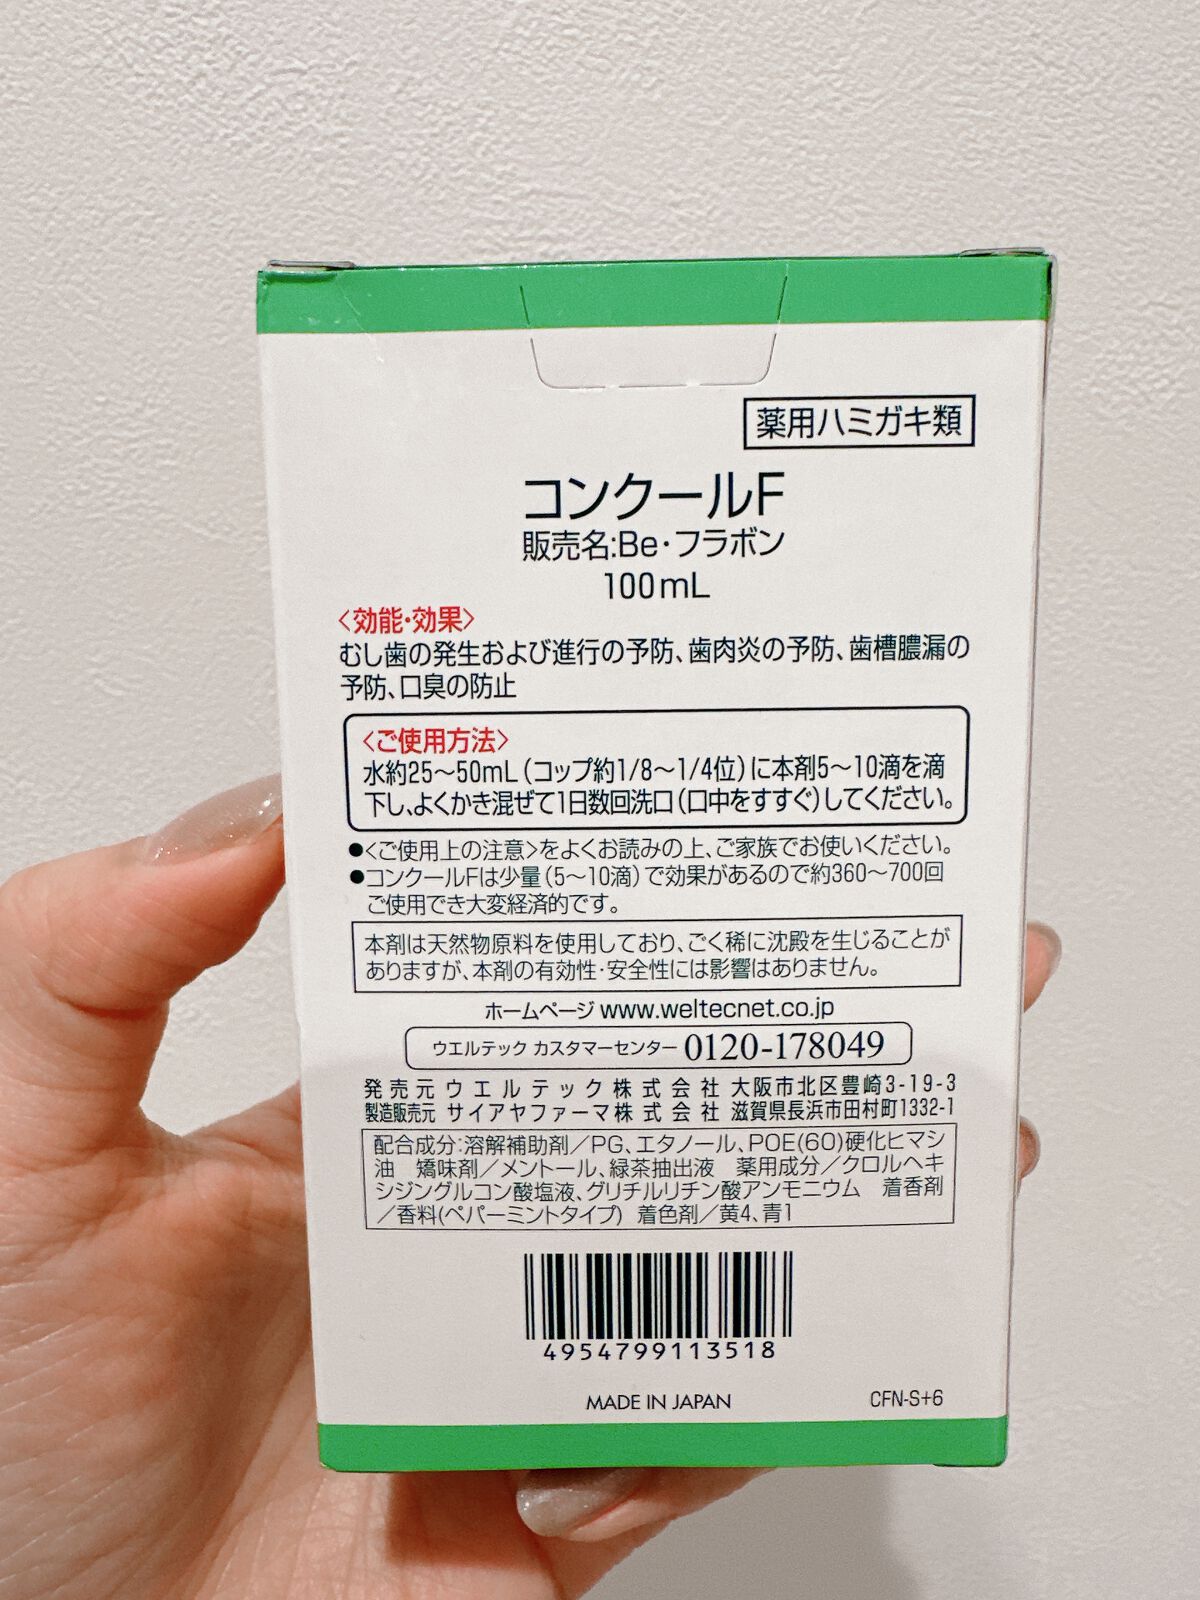 薬用ハミガキ類
コンクールF
販売名:Be・フラボン
100mL
〈効能・効果〉
むし歯の発生および進行の予防、歯肉炎の予防、歯槽膿漏の
予防、口臭の防止
〈ご使用方法〉
水約25〜50mL(コップ約1/8〜1/4位)に本剤5〜10滴を滴
下し、よくかき混ぜて1日数回洗口(口中をすすぐ)してください。
●〈ご使用上の注意〉をよくお読みの上、ご家族でお使いください。
●コンクールFは少量(5〜10滴)で効果があるので約360〜700回
ご使用でき大変経済的です。
本剤は天然物原料を使用しており、ごく稀に沈殿を生じることが
ありますが、本剤の有効性・安全性には影響はありません。
ホームページ www.weltecnet.co.jp
ウエルテック カスタマーセンター 0120-178049
発売元 ウエルテック株式会社 大阪市北区豊崎3-19-3
製造販売元 サイアヤファーマ株式会社 滋賀県長浜市田村町1332-1
配合成分:溶解補助剤/PG、エタノール、POE(60)硬化ヒマシ
油 矯味剤/メントール、緑茶抽出液 薬用成分/クロルヘキ
シジングルコン酸塩液、グリチルリチン酸アンモニウム 着香剤
/香料(ペパーミントタイプ) 着色剤/黄4、青1
4954799113518
MADE IN JAPAN
CFN-S+6